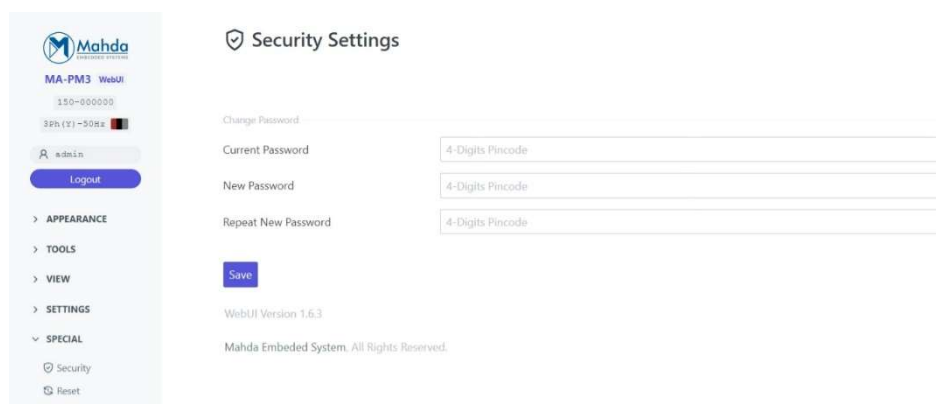 Mahda
EMBEDDED SYSTEMS
MA-PM3 WebUI
150-000000
3Ph(Y)-50Hz
admin
Logout
APPEARANCE
TOOLS
VIEW
SETTINGS
SPECIAL
Security
Reset
Security Settings
Change Password
Current Password
4-Digits Pincode
New Password
4-Digits Pincode
Repeat New Password
4-Digits Pincode
Save
WebUI Version 1.6.3
Mahda Embeded System. All Rights Reserved.